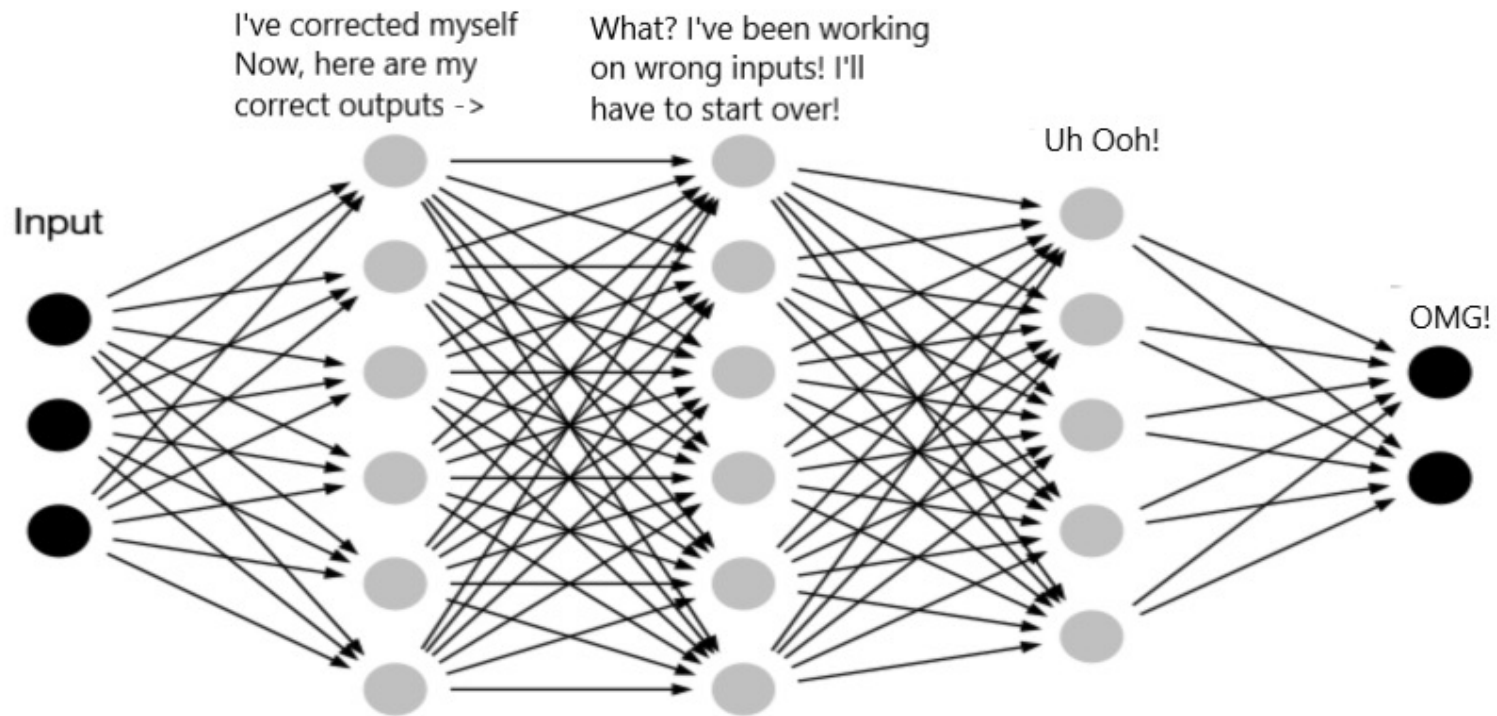 I've corrected myself
Now, here are my
correct outputs ->
What? I've been working
on wrong inputs! I'll
have to start over!
Uh Ooh!
Input
OMG!